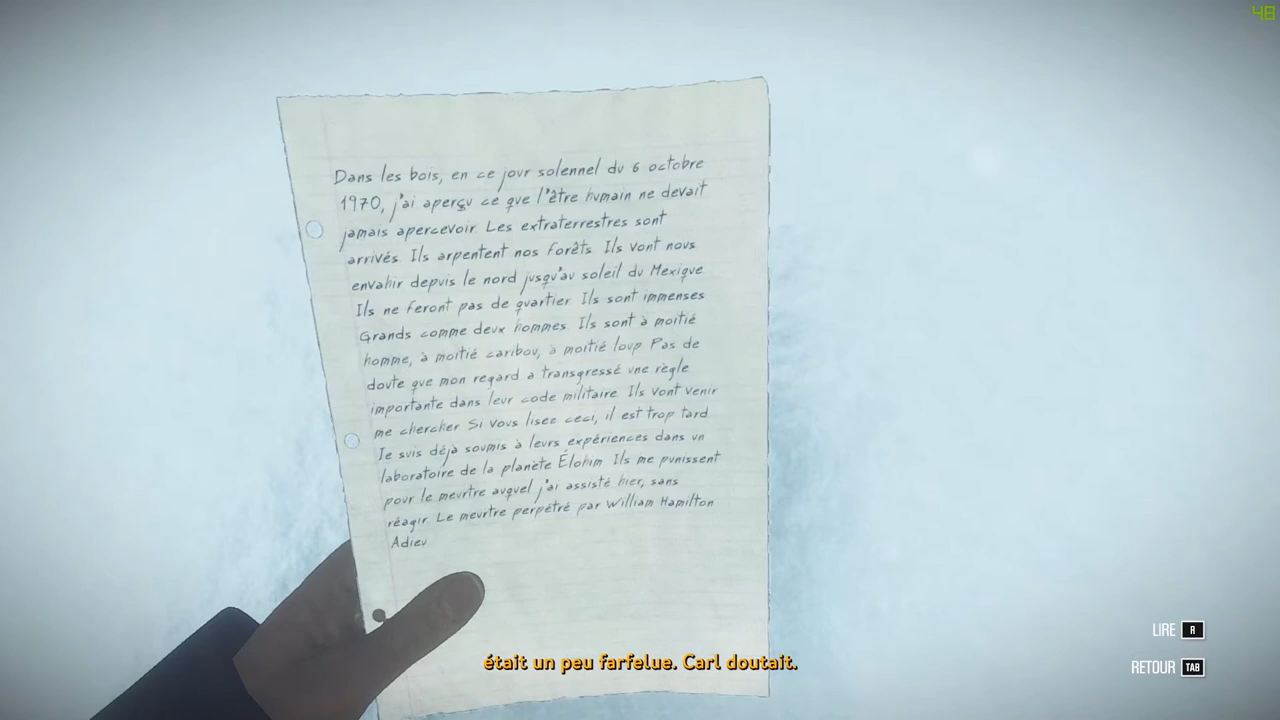 48
Dans les bois, en ce jour solennel du 6 octobre
1970, j'ai aperçu ce que l'être humain ne devait
jamais apercevoir. Les extraterrestres sont
arrivés. Ils arpentent nos forêts. Ils vont nous
envahir depuis le nord jusqu'au soleil du Mexique
Ils ne feront pas de quartier. Ils sont immenses
Grands comme deux hommes. Ils sont à moitié
homme, à moitié caribou, à moitié loup. Pas de
doute que mon regard a transgressé une règle
importante dans leur code militaire. Ils vont venir
me chercher. Si vous lisez ceci, il est trop tard
Je suis déjà soumis à leurs expériences dans un
laboratoire de la planète Élohim. Ils me punissent
pour le meurtre auquel j'ai assisté hier, sans
réagir. Le meurtre perpétré par William Hamilton
Adieu
LIRE R
était un peu farfelue. Carl doutait.
RETOUR TAB